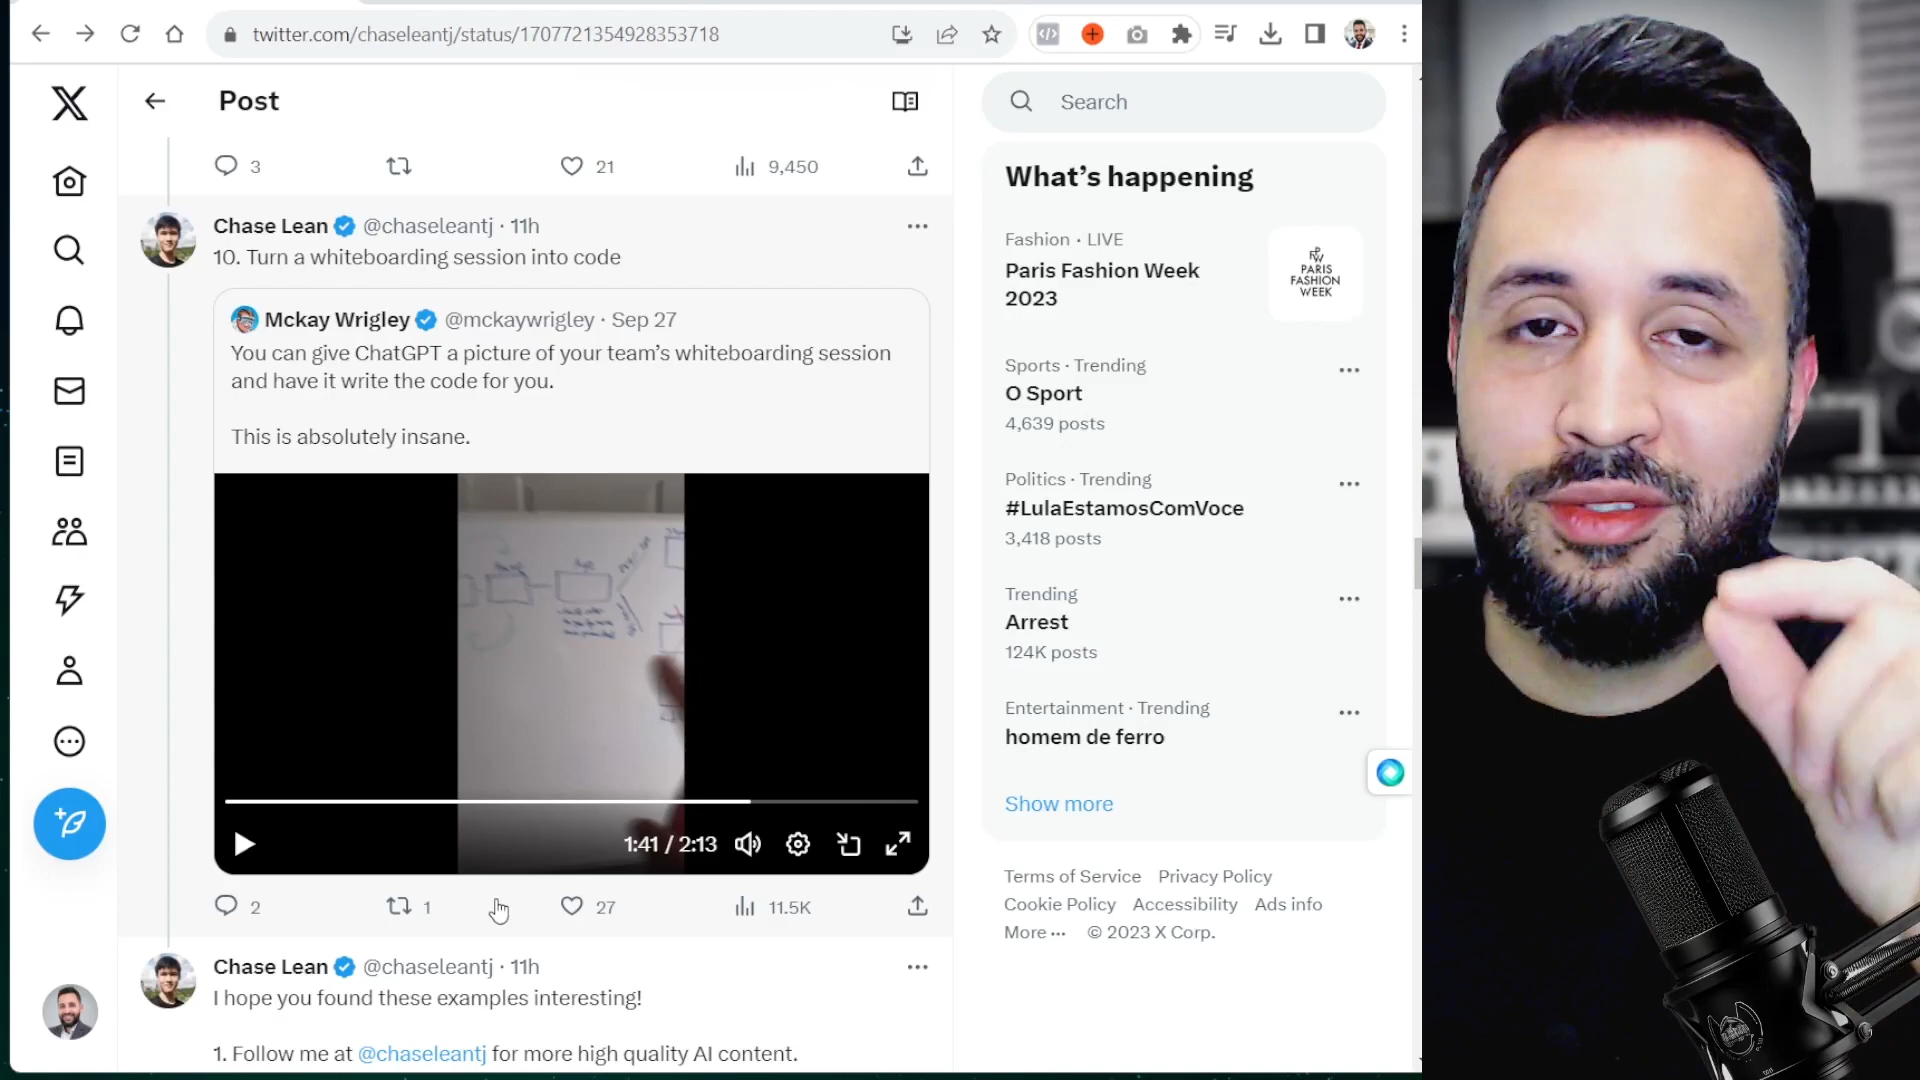 twitter.com/chaseleantj/status/1707721354928353718
Post
Search
3
21
9,450
Chase Lean @chaseleantj · 11h
10. Turn a whiteboarding session into code
Mckay Wrigley @mckaywrigley · Sep 27
You can give ChatGPT a picture of your team’s whiteboarding session
and have it write the code for you.
This is absolutely insane.
1:41 / 2:13
2
1
27
11.5K
Chase Lean @chaseleantj · 11h
I hope you found these examples interesting!
1. Follow me at @chaseleantj for more high quality AI content.
What’s happening
Fashion · LIVE
Paris Fashion Week
2023
PFW
PARIS
FASHION
WEEK
Sports · Trending
O Sport
4,639 posts
Politics · Trending
#LulaEstamosComVoce
3,418 posts
Trending
Arrest
124K posts
Entertainment · Trending
homem de ferro
Show more
Terms of Service Privacy Policy
Cookie Policy Accessibility Ads info
More ··· © 2023 X Corp.